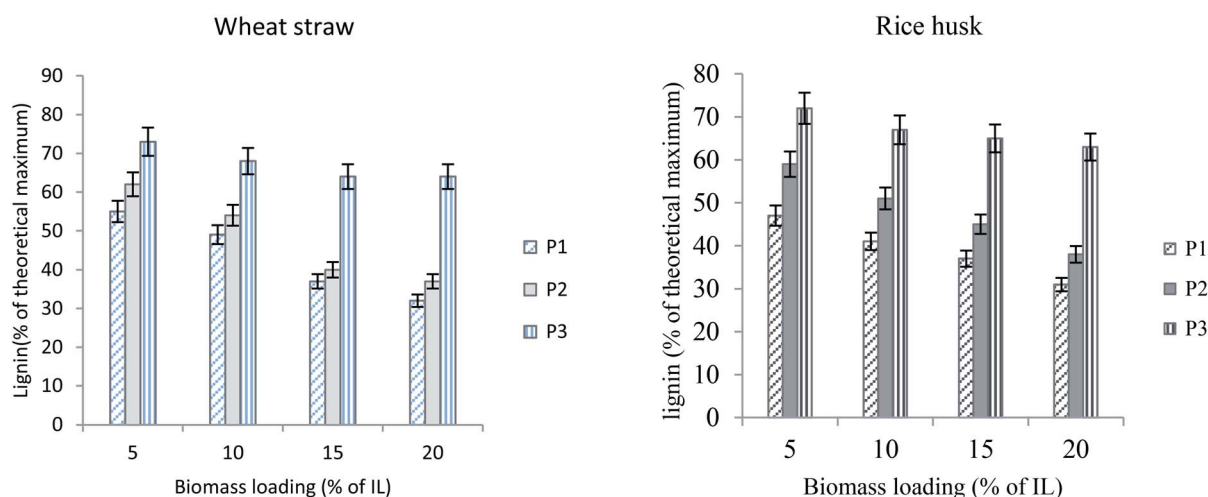 Wheat straw
Lignin(% of theoretical maximum)
90
80
70
60
50
40
30
20
10
0
5 10 15 20
Biomass loading (% of IL)
P1
P2
P3
Rice husk
lignin (% of theoretical maximum)
80
70
60
50
40
30
20
10
0
5 10 15 20
Biomass loading (% of IL)
P1
P2
P3